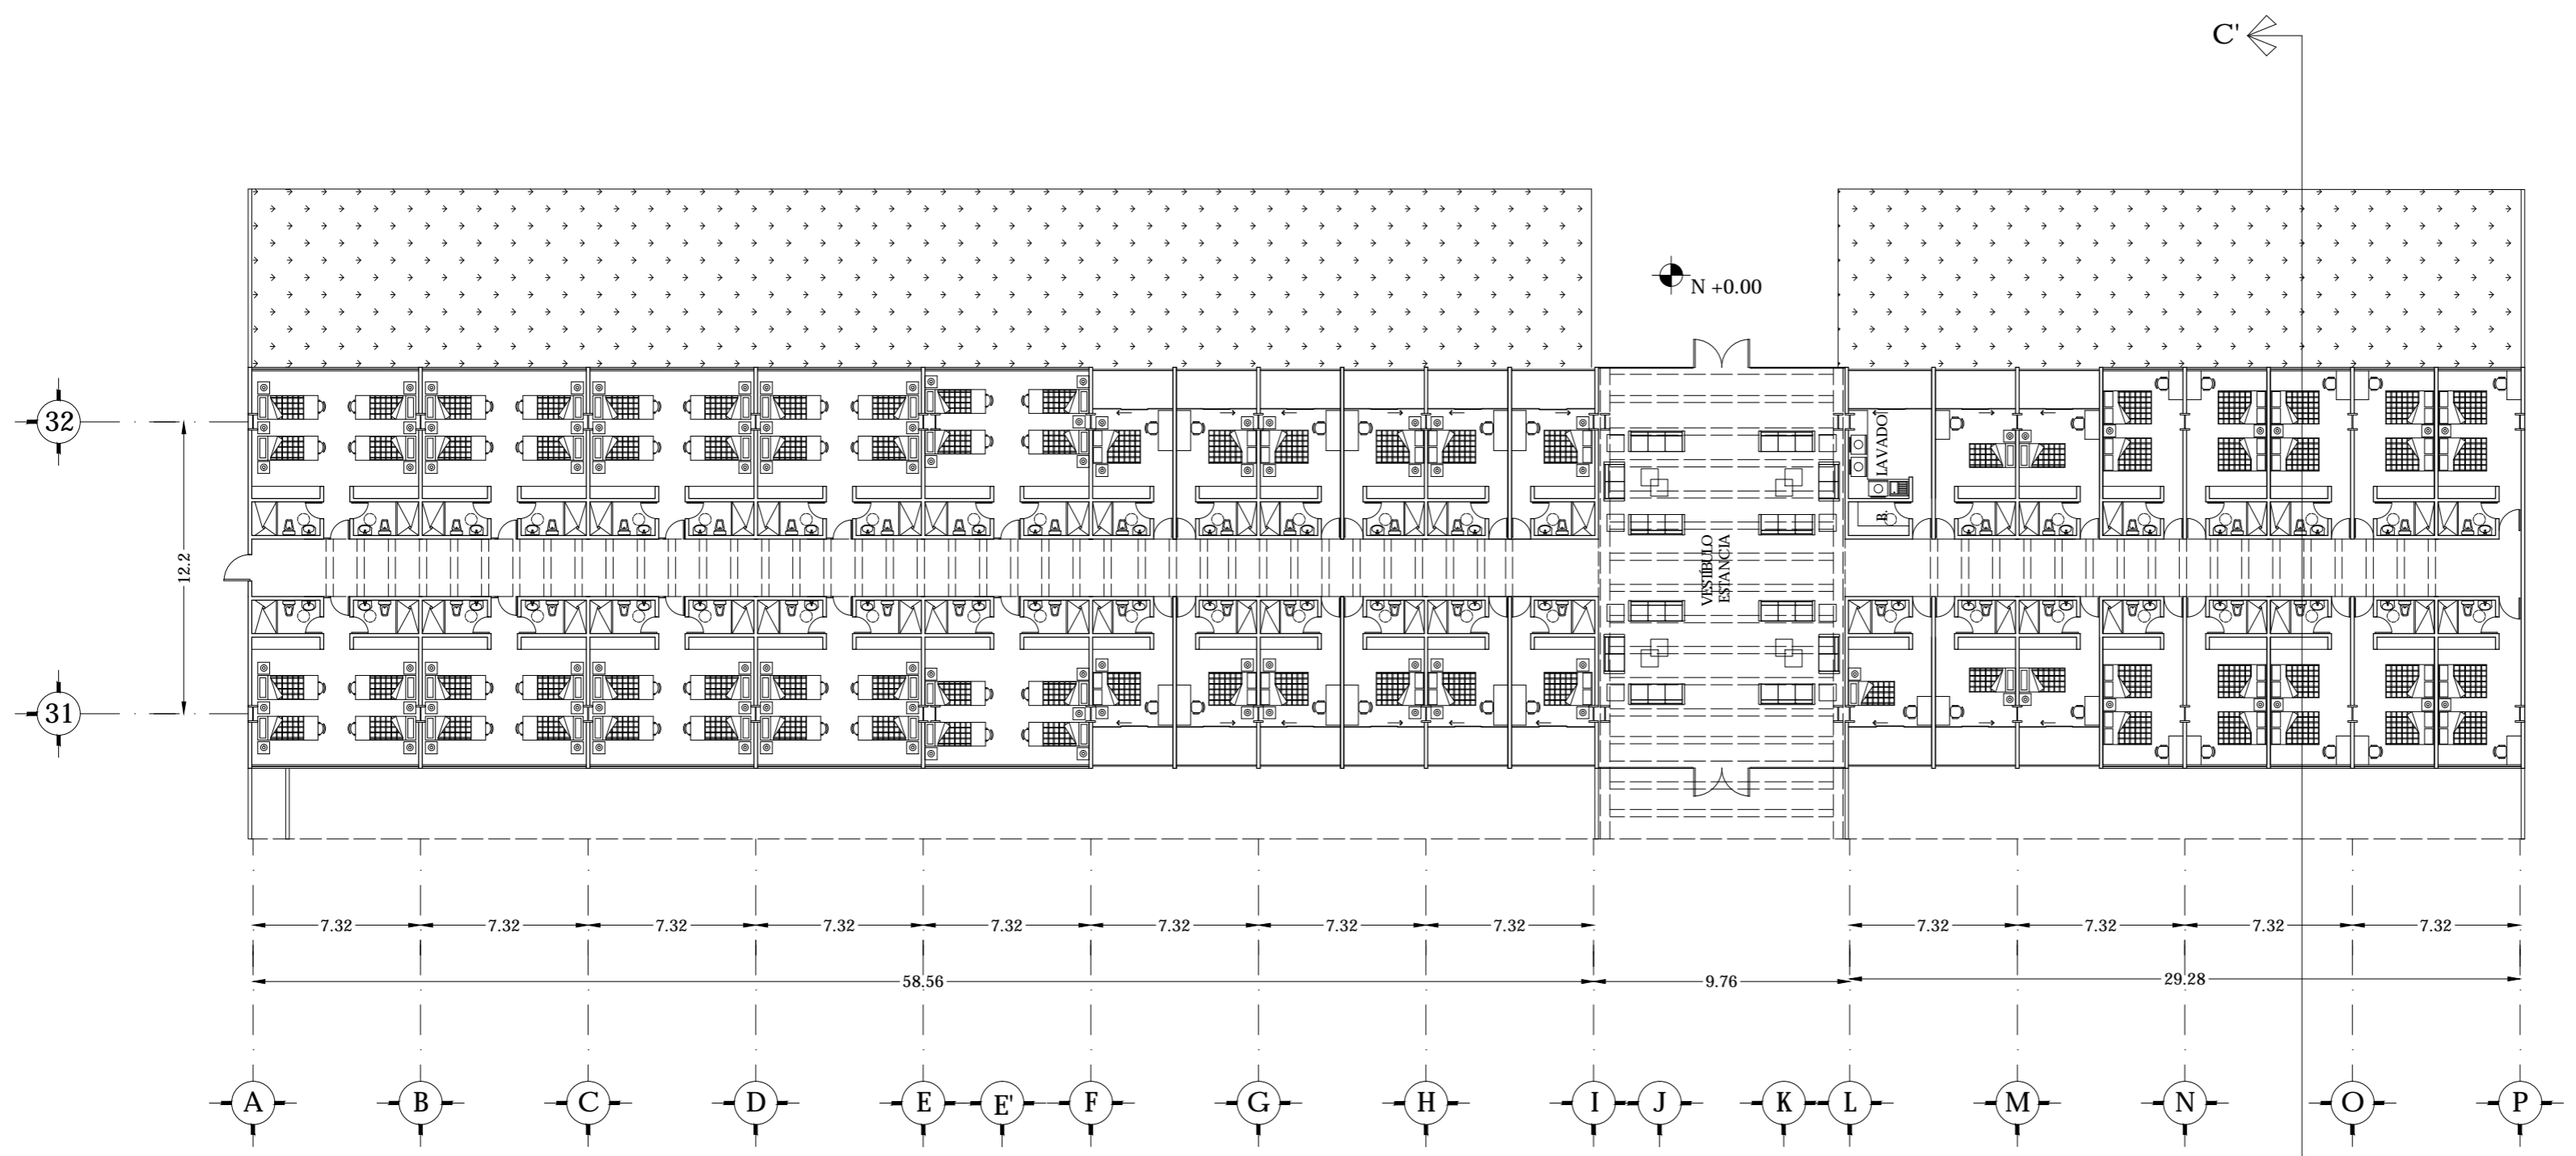 C'
N +0.00
32
LAVADO
B.
12.2
VESTÍBULO
ESTANCIA
31
7.32 7.32 7.32 7.32 7.32 7.32 7.32 7.32 7.32 7.32 7.32 7.32
58.56 9.76 29.28
A B C D E E' F G H I J K L M N O P